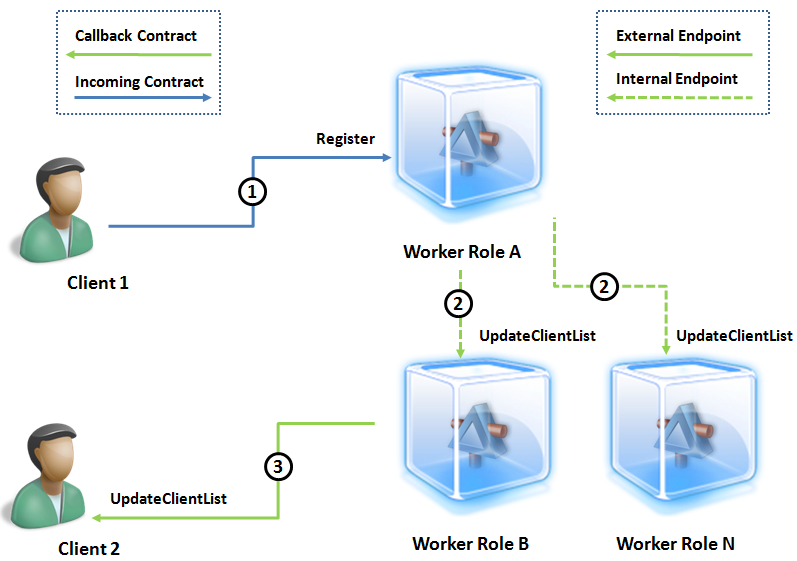 Callback Contract
Incoming Contract
External Endpoint
Internal Endpoint
Register
1
Client 1
Worker Role A
2
2
UpdateClientList
UpdateClientList
3
UpdateClientList
Client 2
Worker Role B
Worker Role N